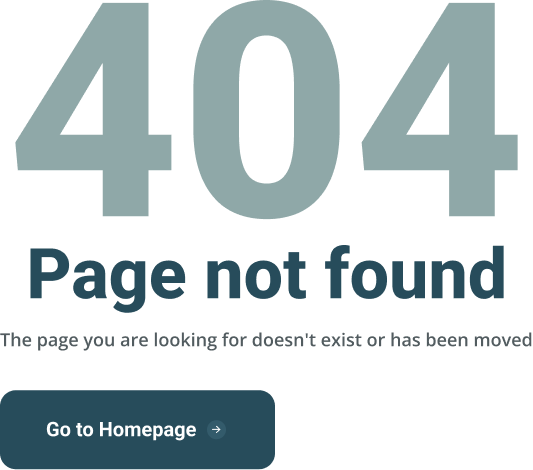 404
Page not found
The page you are looking for doesn't exist or has been moved
Go to Homepage